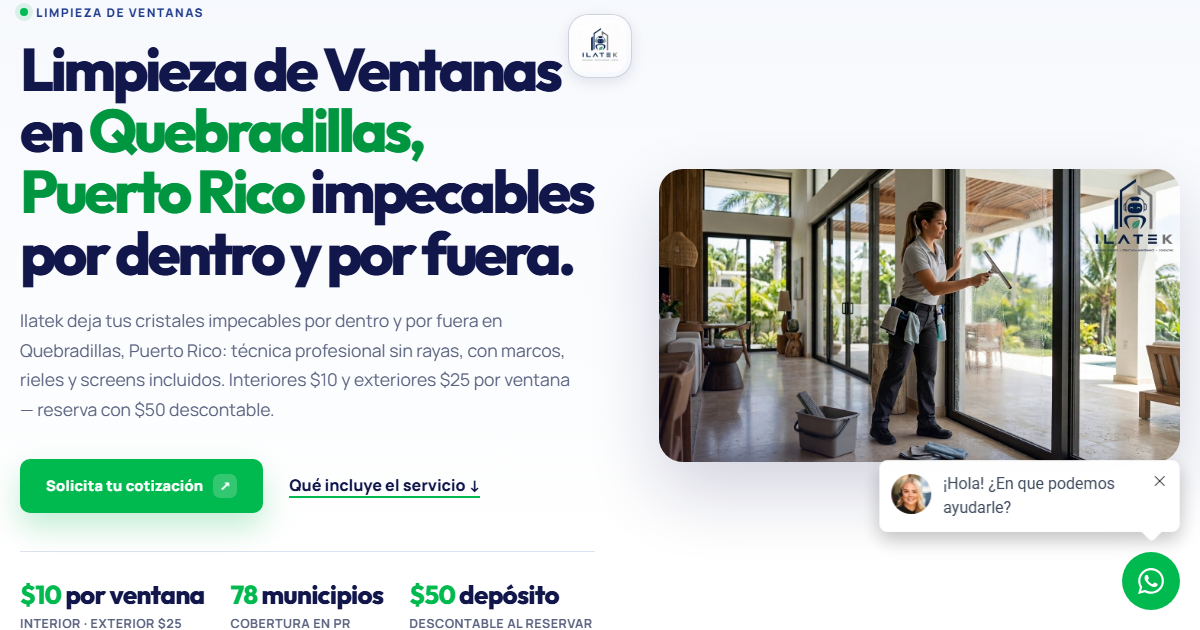 LIMPIEZA DE VENTANAS
ILATEK
Limpieza de Ventanas
en Quebradillas,
Puerto Rico impecables
por dentro y por fuera.
Ilatek deja tus cristales impecables por dentro y por fuera en
Quebradillas, Puerto Rico: técnica profesional sin rayas, con marcos,
rieles y screens incluidos. Interiores $10 y exteriores $25 por ventana
— reserva con $50 descontable.
Solicita tu cotización ↗
Qué incluye el servicio ↓
$10 por ventana
INTERIOR · EXTERIOR $25
78 municipios
COBERTURA EN PR
$50 depósito
DESCONTABLE AL RESERVAR
ILATEK
¡Hola! ¿En que podemos
ayudarle?